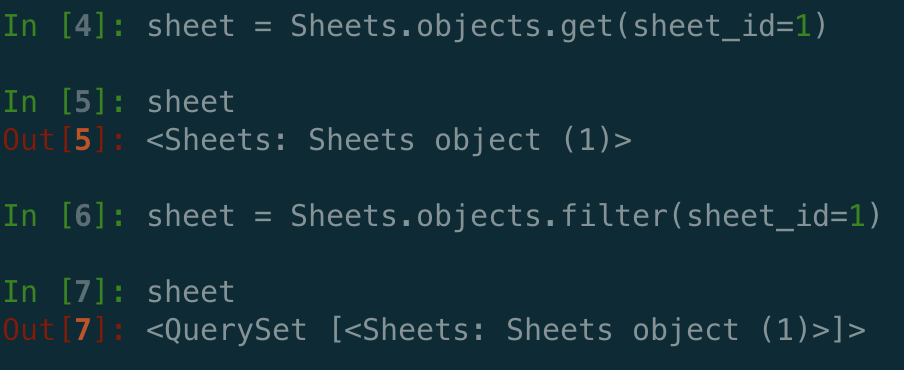 In [4]: sheet = Sheets.objects.get(sheet_id=1)
In [5]: sheet
Out[5]: <Sheets: Sheets object (1)>
In [6]: sheet = Sheets.objects.filter(sheet_id=1)
In [7]: sheet
Out[7]: <QuerySet [<Sheets: Sheets object (1)>]>